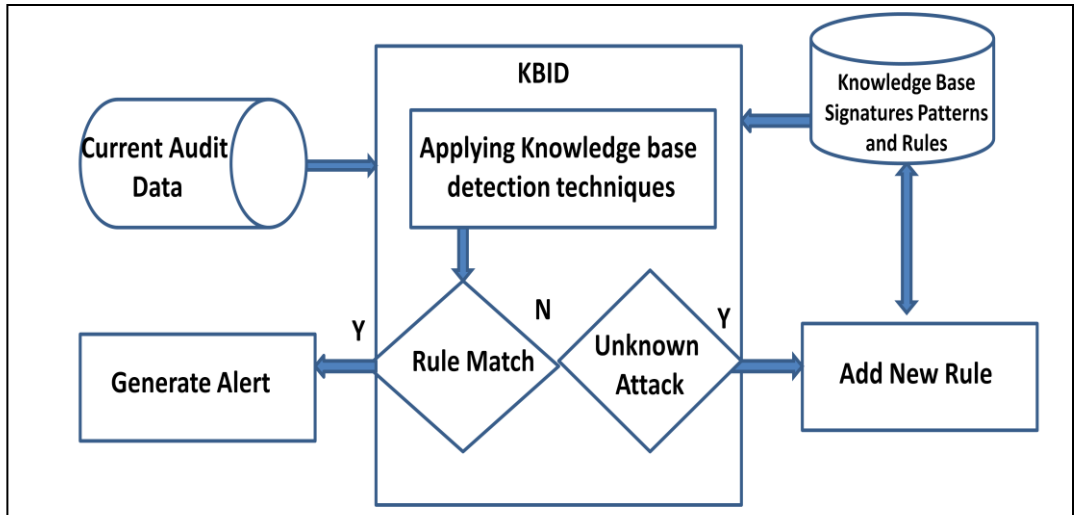 KBID
Knowledge Base
Signatures Patterns
and Rules
Current Audit
Data
Applying Knowledge base
detection techniques
Y
N
Y
Rule Match
Unknown
Attack
Generate Alert
Add New Rule